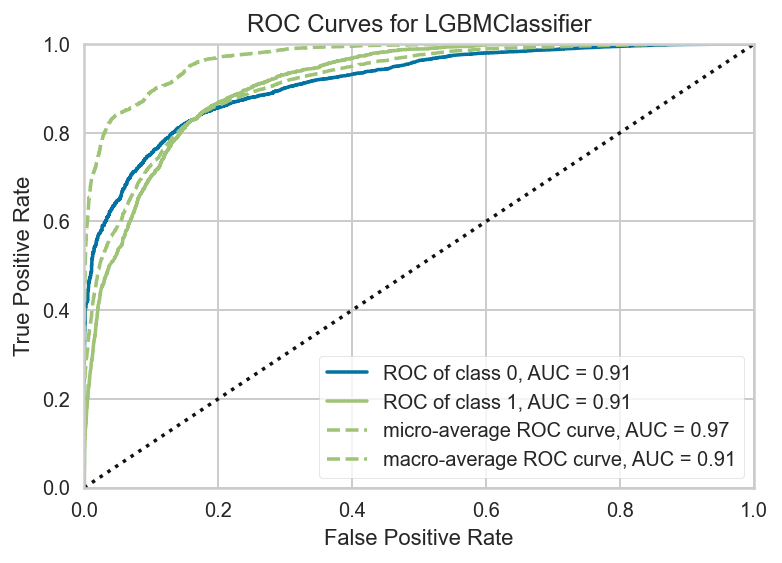 ROC Curves for LGBMClassifier
1.0
0.8
0.6
0.4
0.2
0.0
True Positive Rate
ROC of class 0, AUC = 0.91
ROC of class 1, AUC = 0.91
micro-average ROC curve, AUC = 0.97
macro-average ROC curve, AUC = 0.91
0.0 0.2 0.4 0.6 0.8 1.0
False Positive Rate